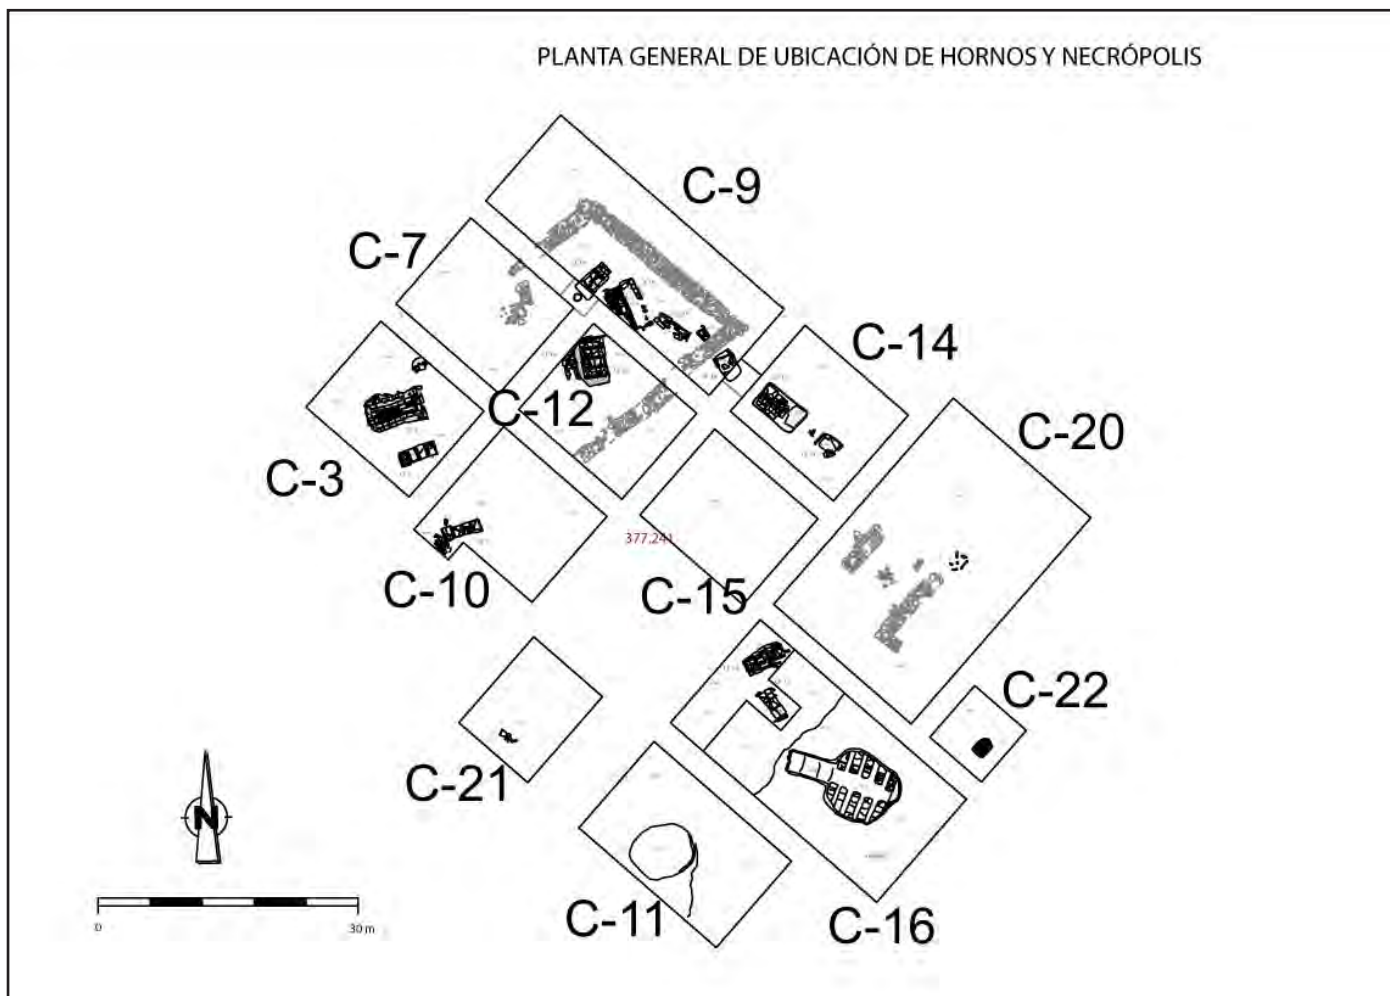 PLANTA GENERAL DE UBICACIÓN DE HORNOS Y NECRÓPOLIS
C-9
C-7
C-14
C-12
C-20
C-3
377.241
C-10
C-15
C-22
C-21
N
C-11
C-16
0
30 m